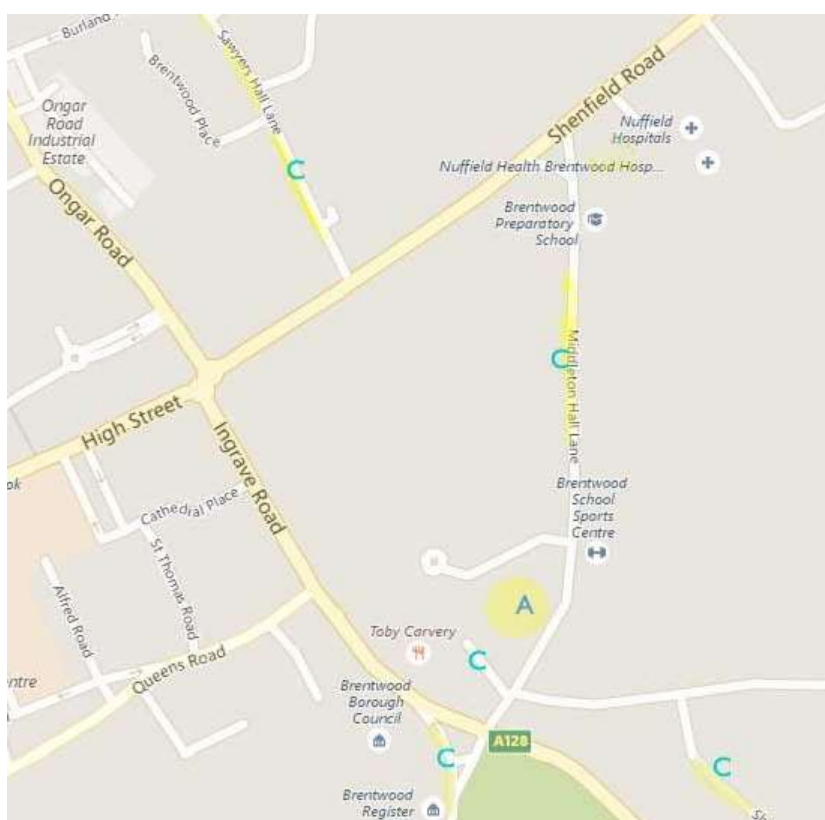 Burland
Sawyers Hall Lane
Brentwood Place
Shenfield Road
Ongar
Road
Industrial
Estate
Nuffield
Hospitals
C
Nuffield Health Brentwood Hosp...
Brentwood
Preparatory
School
Ongar Road
C
Middleton Hall Lane
High Street
Ingrave Road
ok
Cathedral Place
Brentwood
School
Sports
Centre
St Thomas Road
Alfred Road
A
Toby Carvery
C
Queens Road
ntre
Brentwood
Borough
Council
A128
C
C
Brentwood
Register